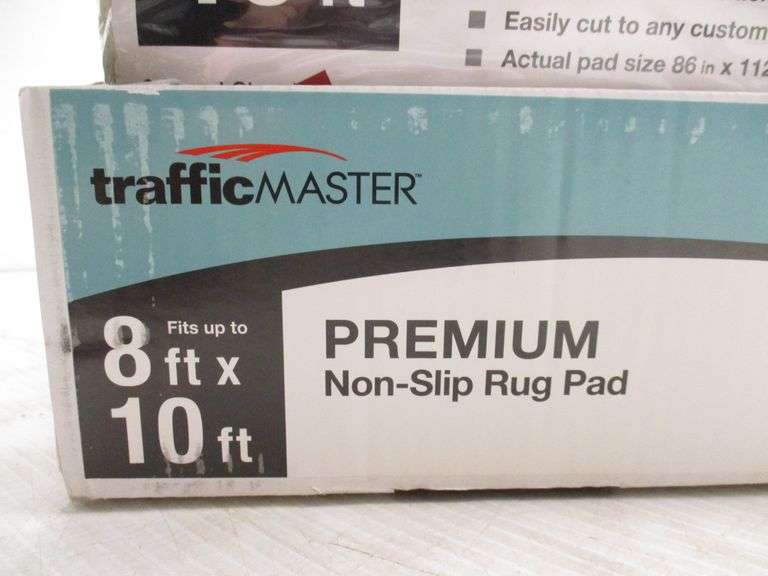 Easily cut to any custom
Actual pad size 86 in x 112
trafficMASTER™
Fits up to
8 ft x
10 ft
PREMIUM
Non-Slip Rug Pad